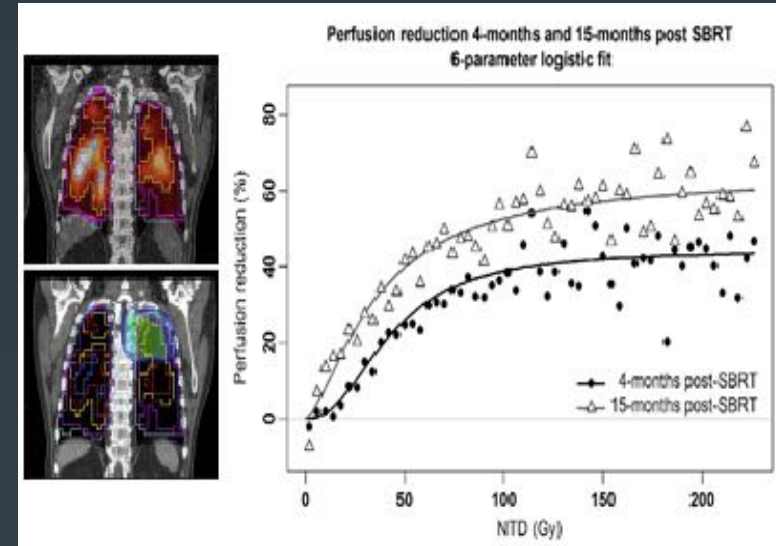 Perfusion reduction 4-months and 15-months post SBRT
6-parameter logistic fit
Perfusion reduction (%)
80
60
40
20
0
4-months post-SBRT
15-months post-SBRT
0
50
100
150
200
NITD (Gy)